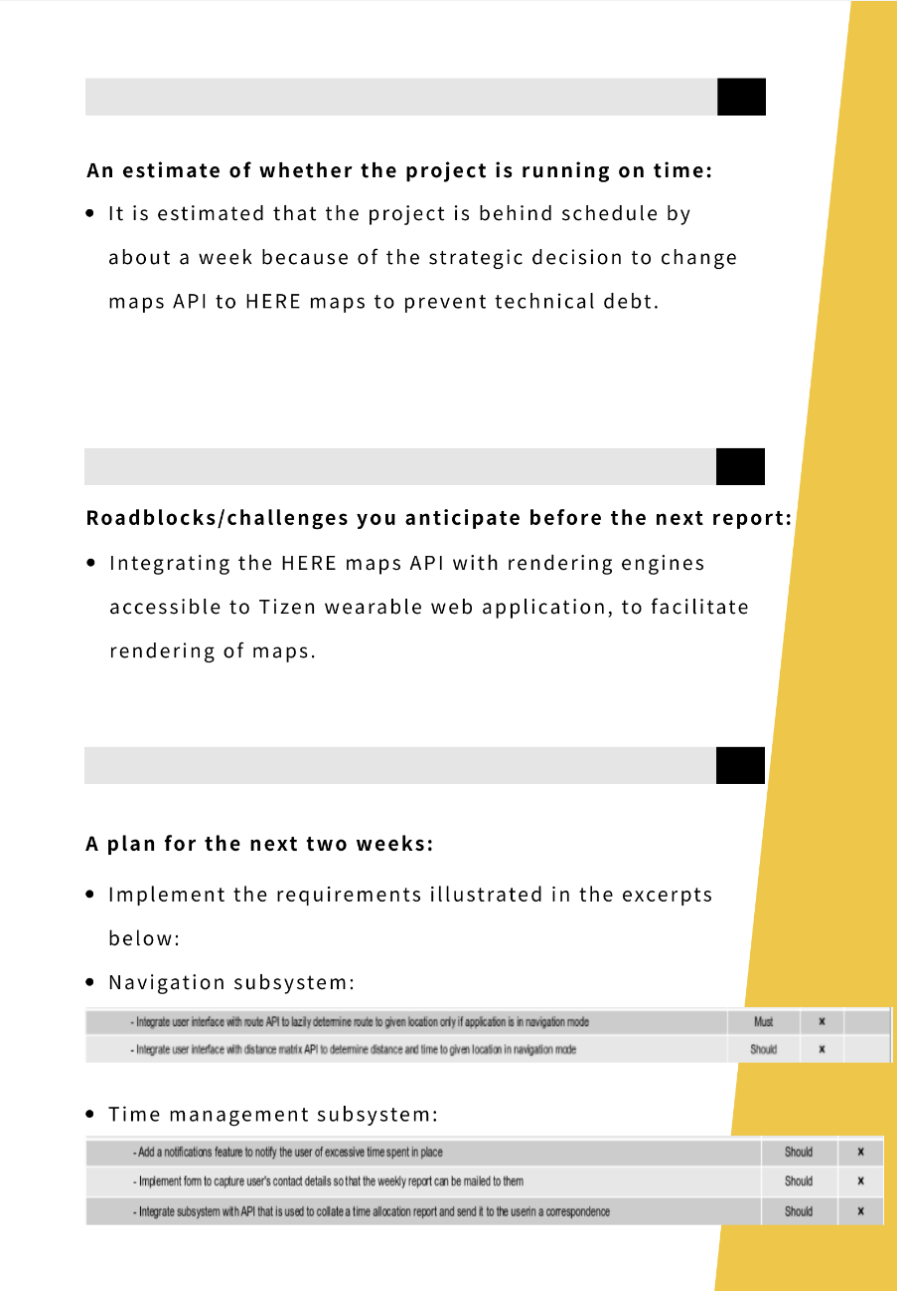 An estimate of whether the project is running on time:
• It is estimated that the project is behind schedule by
about a week because of the strategic decision to change
maps API to HERE maps to prevent technical debt.
Roadblocks/challenges you anticipate before the next report:
• Integrating the HERE maps API with rendering engines
accessible to Tizen wearable web application, to facilitate
rendering of maps.
A plan for the next two weeks:
• Implement the requirements illustrated in the excerpts
below:
• Navigation subsystem:
- Integrate user interface with route API to lazily determine route to given location only if application is in navigation mode Must x
- Integrate user interface with distance matrix API to determine distance and time to given location in navigation mode Should x
• Time management subsystem:
- Add a notifications feature to notify the user of excessive time spent in place Should x
- Implement form to capture user's contact details so that the weekly report can be mailed to them Should x
- Integrate subsystem with API that is used to collate a time allocation report and send it to the userin a correspondence Should x